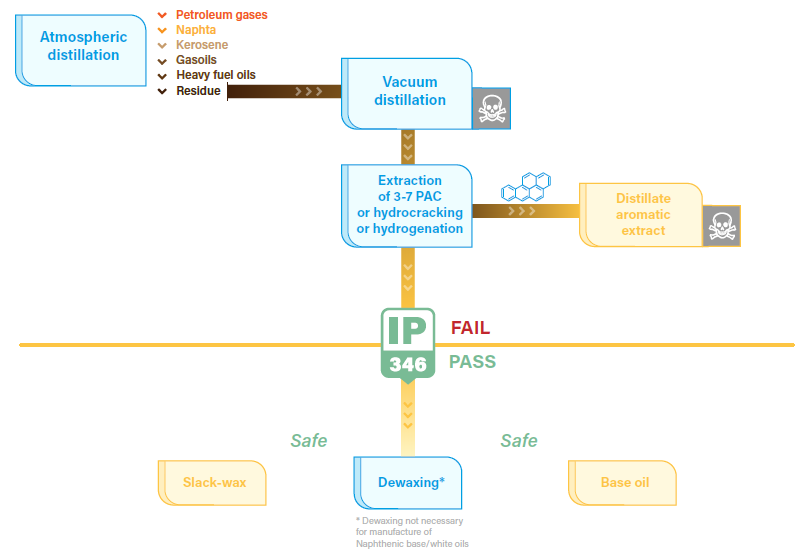 Atmospheric
distillation
Petroleum gases
Naphta
Kerosene
Gasoils
Heavy fuel oils
Residue
Vacuum
distillation
Extraction
of 3-7 PAC
or hydrocracking
or hydrogenation
Distillate
aromatic
extract
IP
346
FAIL
PASS
Safe
Safe
Slack-wax
Dewaxing*
Base oil
* Dewaxing not necessary
for manufacture of
Naphthenic base/white oils